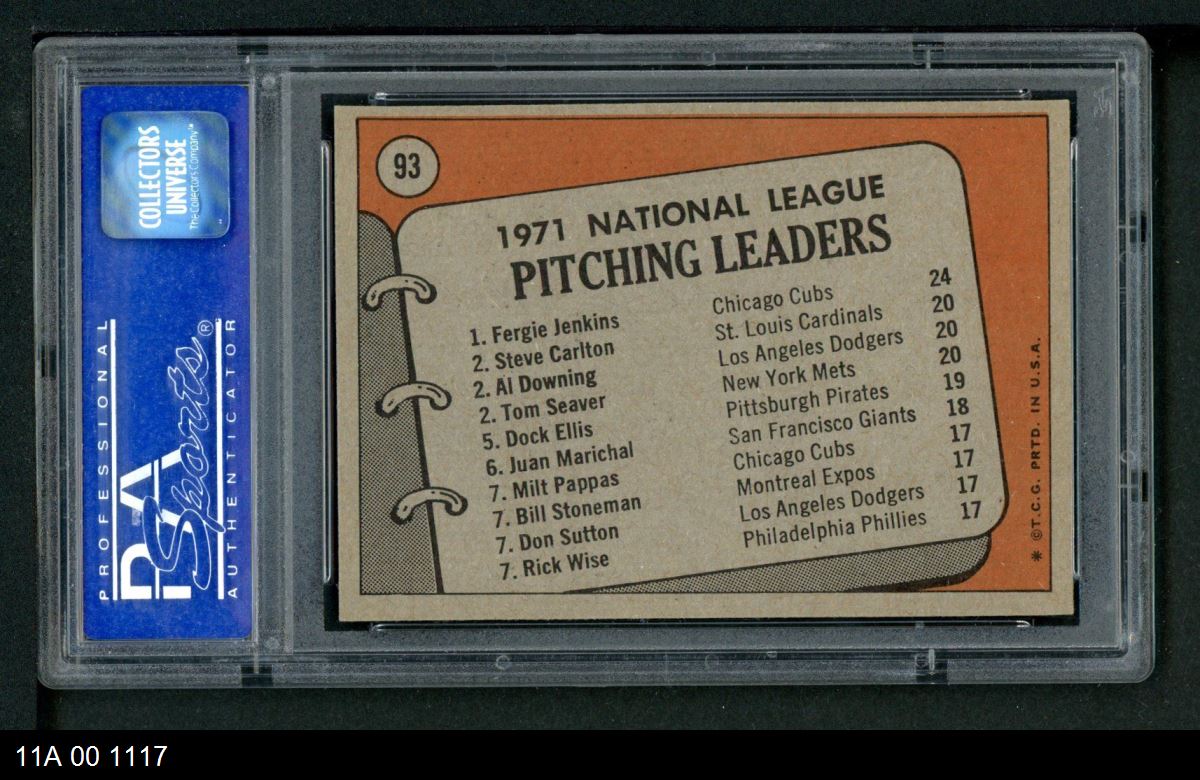 COLLECTORS
UNIVERSE
The Collectors Company™
PROFESSIONAL
PSA
Sports®
AUTHENTICATOR
93
1971 NATIONAL LEAGUE
PITCHING LEADERS
1. Fergie Jenkins Chicago Cubs 24
2. Steve Carlton St. Louis Cardinals 20
2. Al Downing Los Angeles Dodgers 20
2. Tom Seaver New York Mets 20
5. Dock Ellis Pittsburgh Pirates 19
6. Juan Marichal San Francisco Giants 18
7. Milt Pappas Chicago Cubs 17
7. Bill Stoneman Montreal Expos 17
7. Don Sutton Los Angeles Dodgers 17
7. Rick Wise Philadelphia Phillies 17
* ©T.C.G. PRTD. IN U.S.A.
11A 00 1117